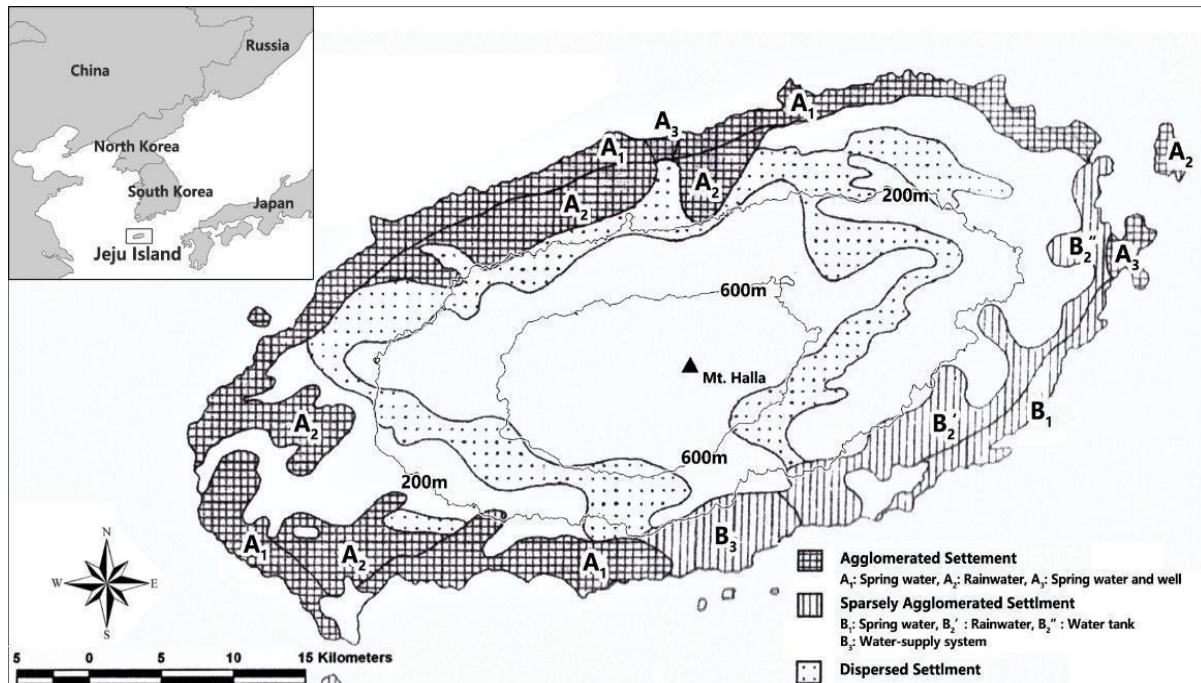 Russia
China
North Korea
South Korea
Japan
Jeju Island
A1
A3
A1
A2
A2
A2
200m
B2″
A3
600m
Mt. Halla
A2
B2′
B1
600m
200m
A1
A2
A1
B3
N
W E
S
5 0 5 10 15 Kilometers
Agglomerated Settement
A1: Spring water, A2: Rainwater, A3: Spring water and well
Sparsely Agglomerated Settlment
B1: Spring water, B2′ : Rainwater, B2″ : Water tank
B3: Water-supply system
Dispersed Settlment